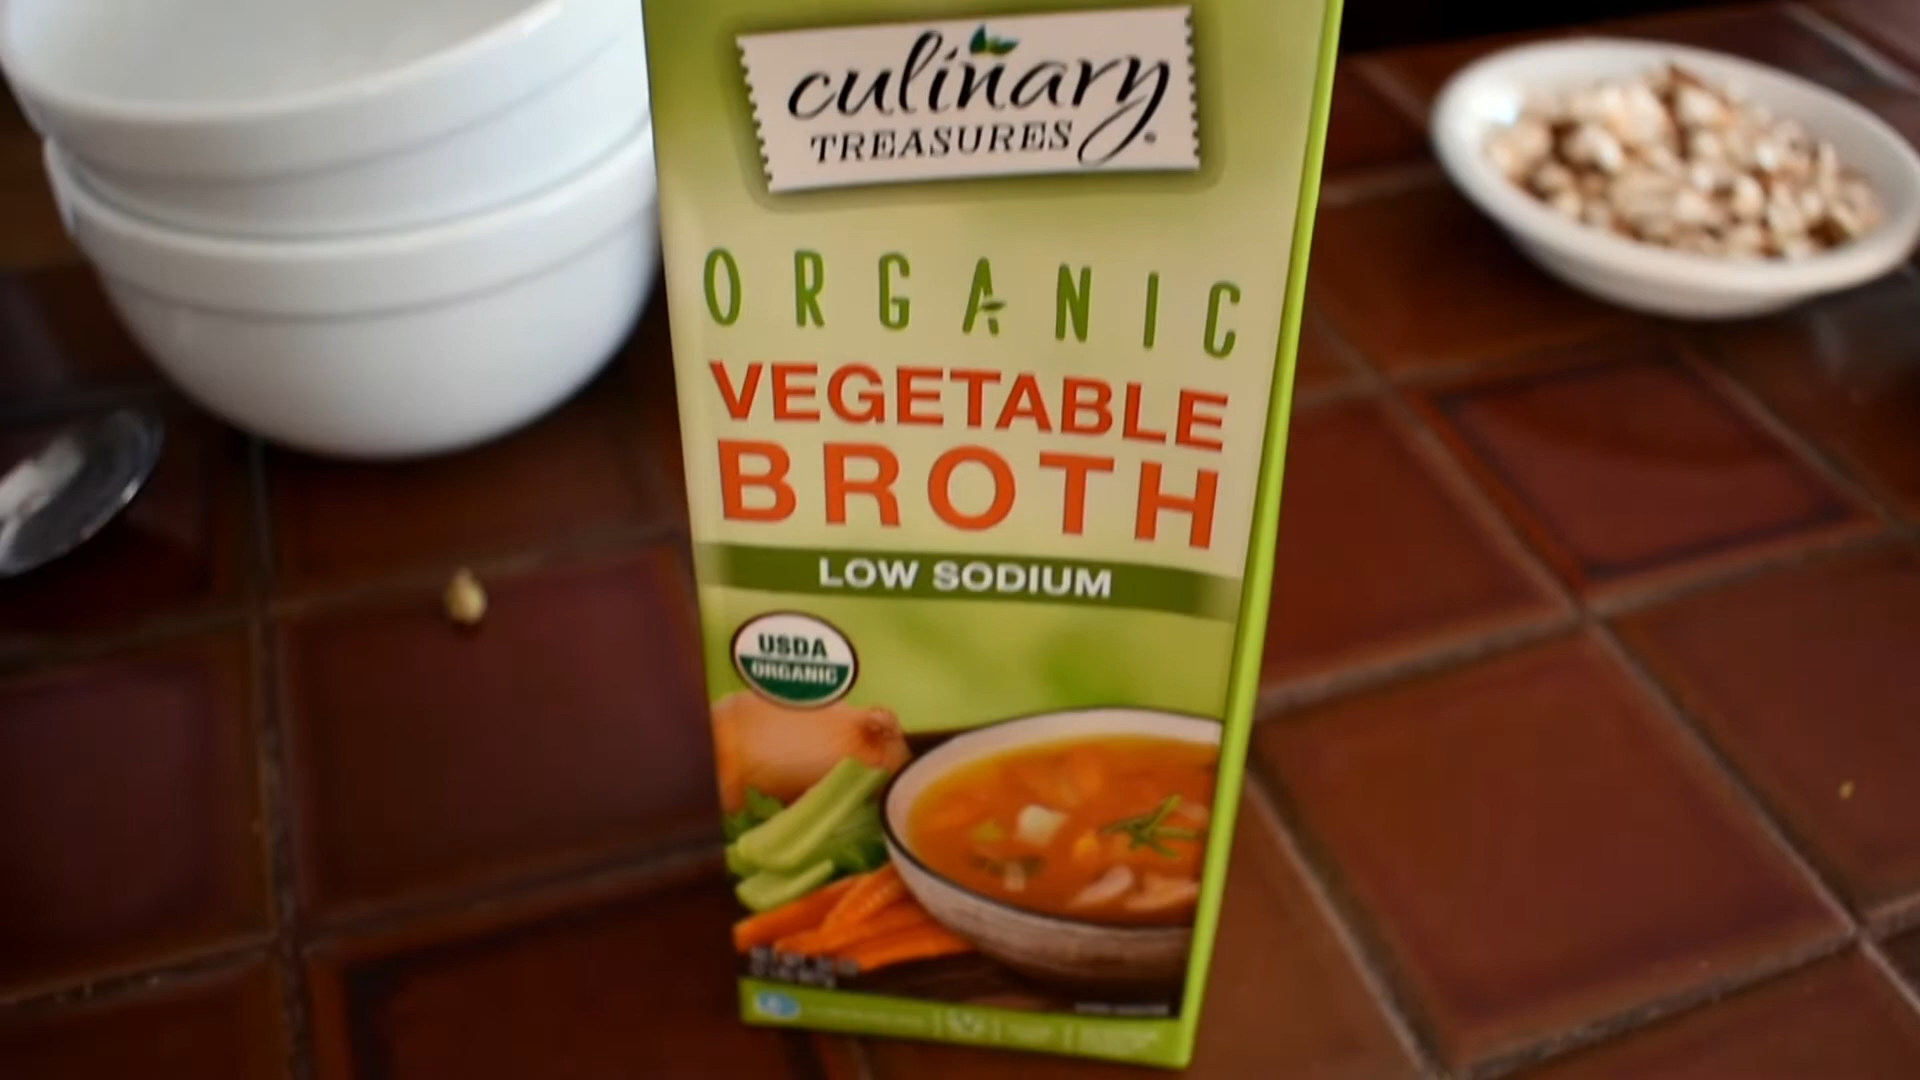 culinary
TREASURES
ORGANIC
VEGETABLE
BROTH
LOW SODIUM
USDA
ORGANIC